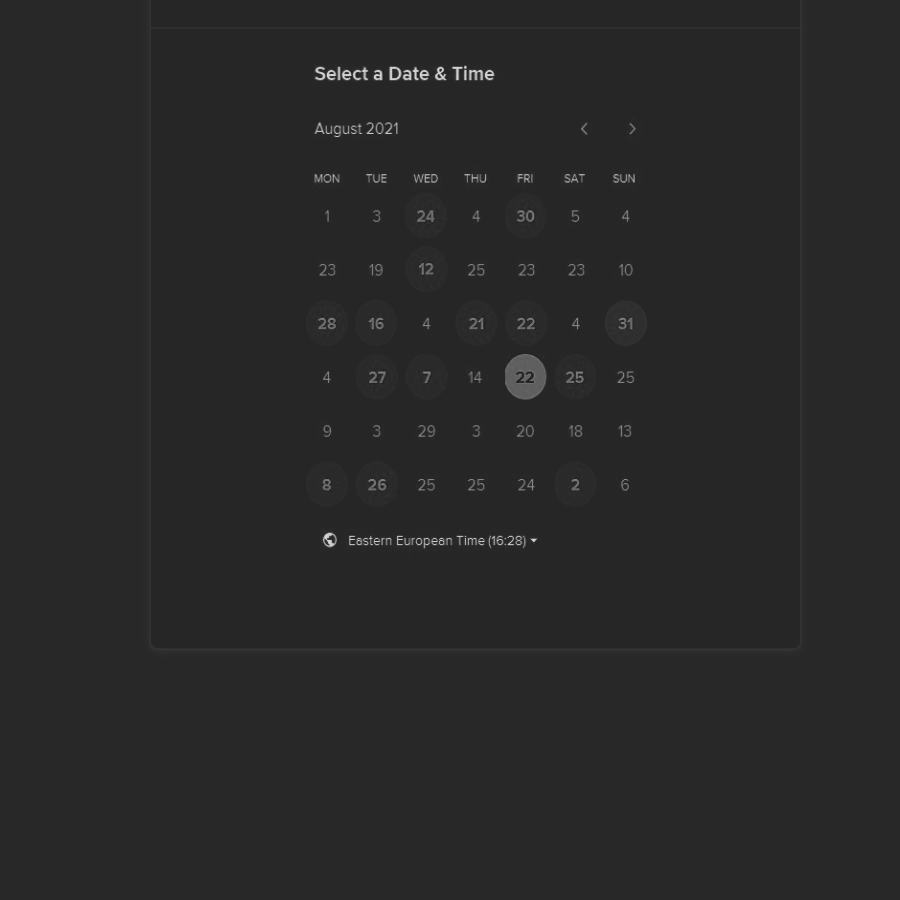 Select a Date & Time
August 2021
MON TUE WED THU FRI SAT SUN
1 3 24 4 30 5 4
23 19 12 25 23 23 10
28 16 4 21 22 4 31
4 27 7 14 22 25 25
9 3 29 3 20 18 13
8 26 25 25 24 2 6
Eastern European Time (16:28)